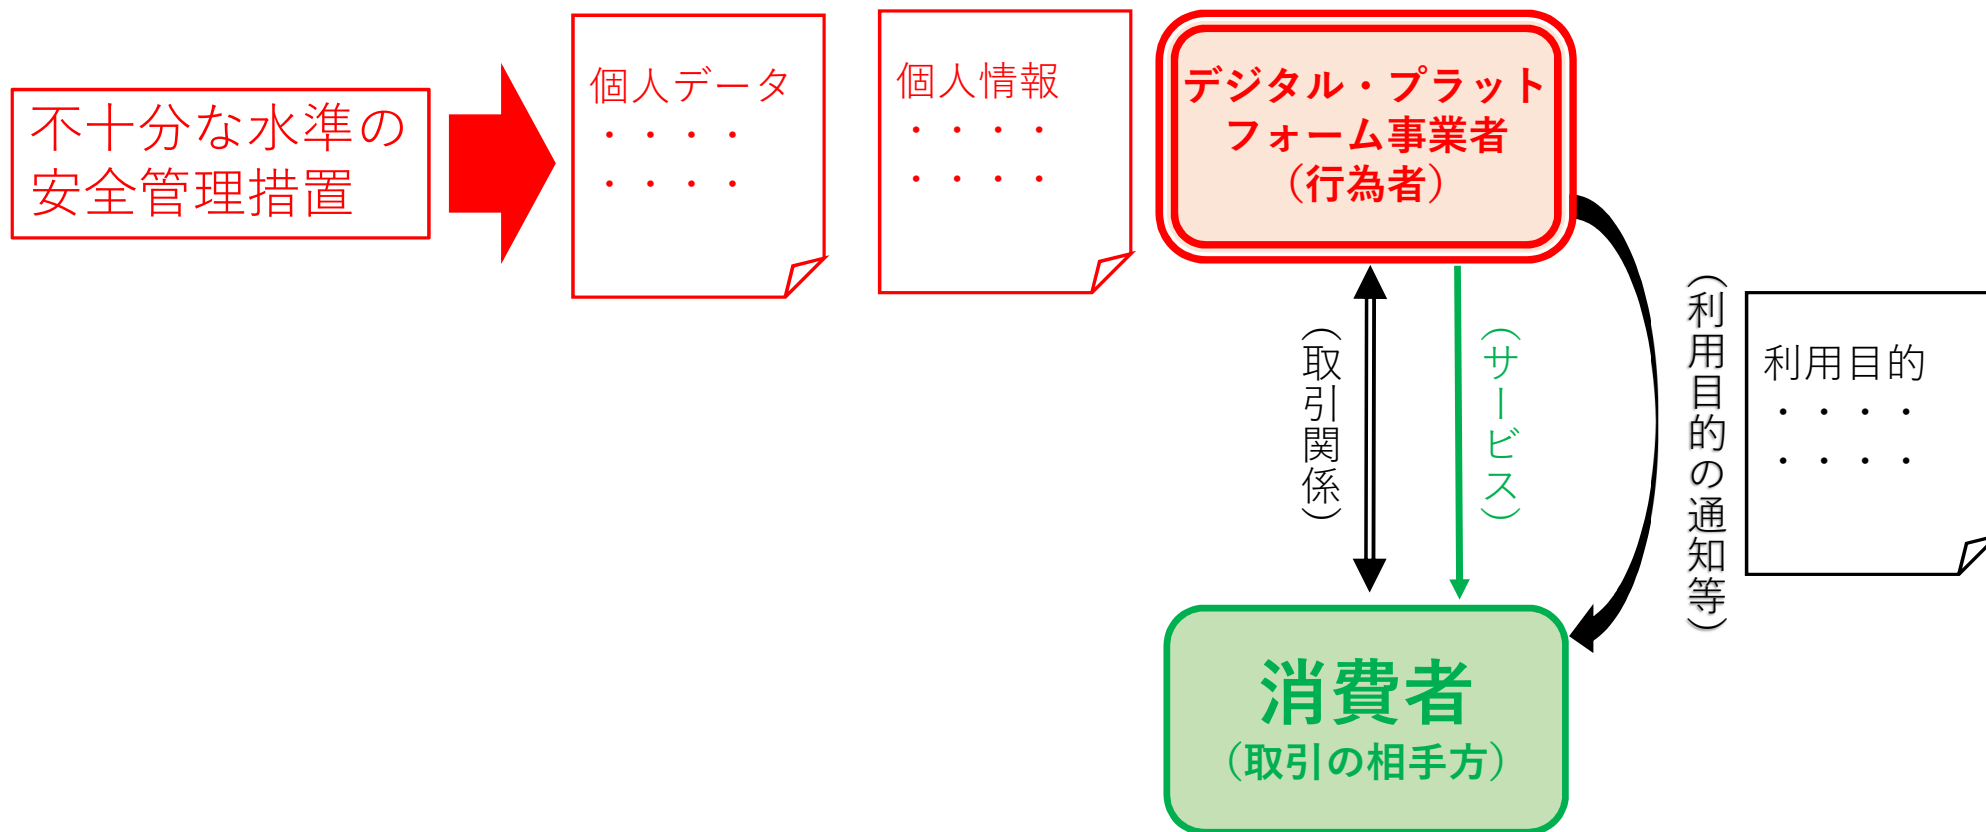 不十分な水準の
安全管理措置
個人データ
・・・・
・・・・
個人情報
・・・・
・・・・
デジタル・プラット
フォーム事業者
（行為者）
（取引関係）
（サービス）
（利用目的の通知等）
利用目的
・・・・
・・・・
消費者
（取引の相手方）